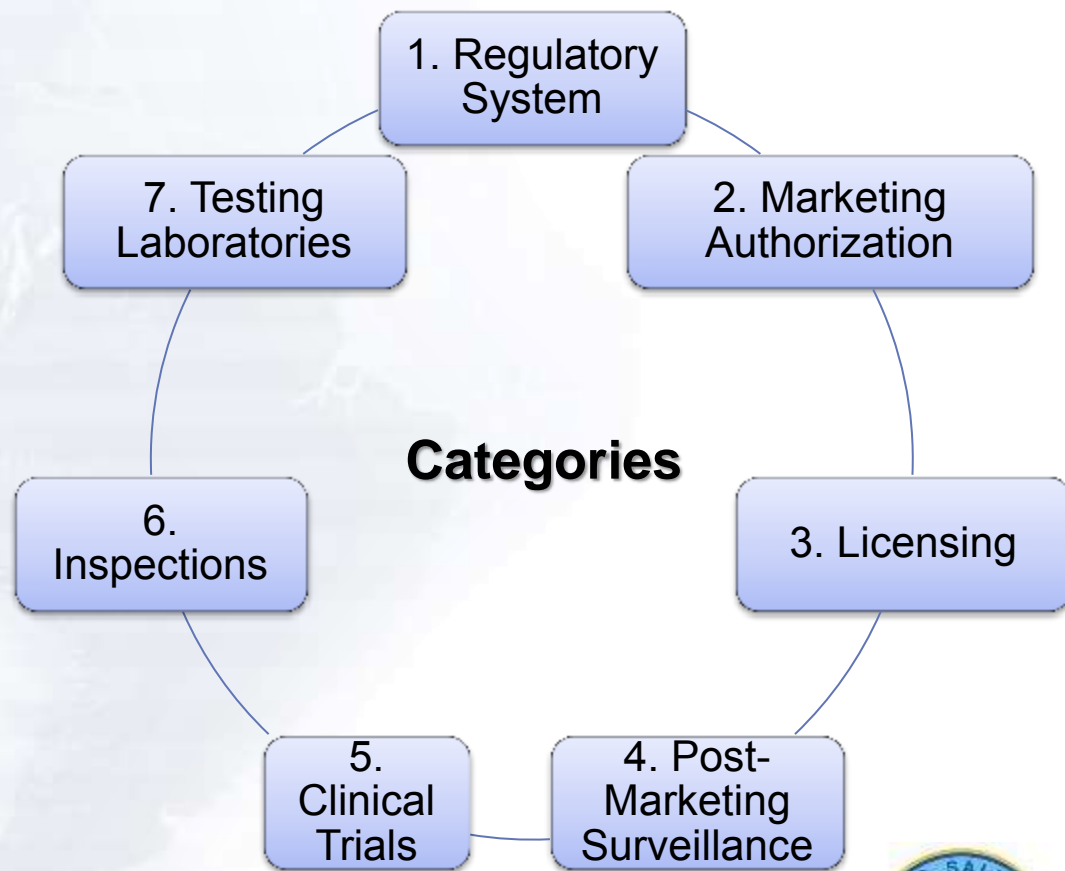 1. Regulatory
System
2. Marketing
Authorization
3. Licensing
4. Post-
Marketing
Surveillance
5.
Clinical
Trials
6.
Inspections
7. Testing
Laboratories
Categories